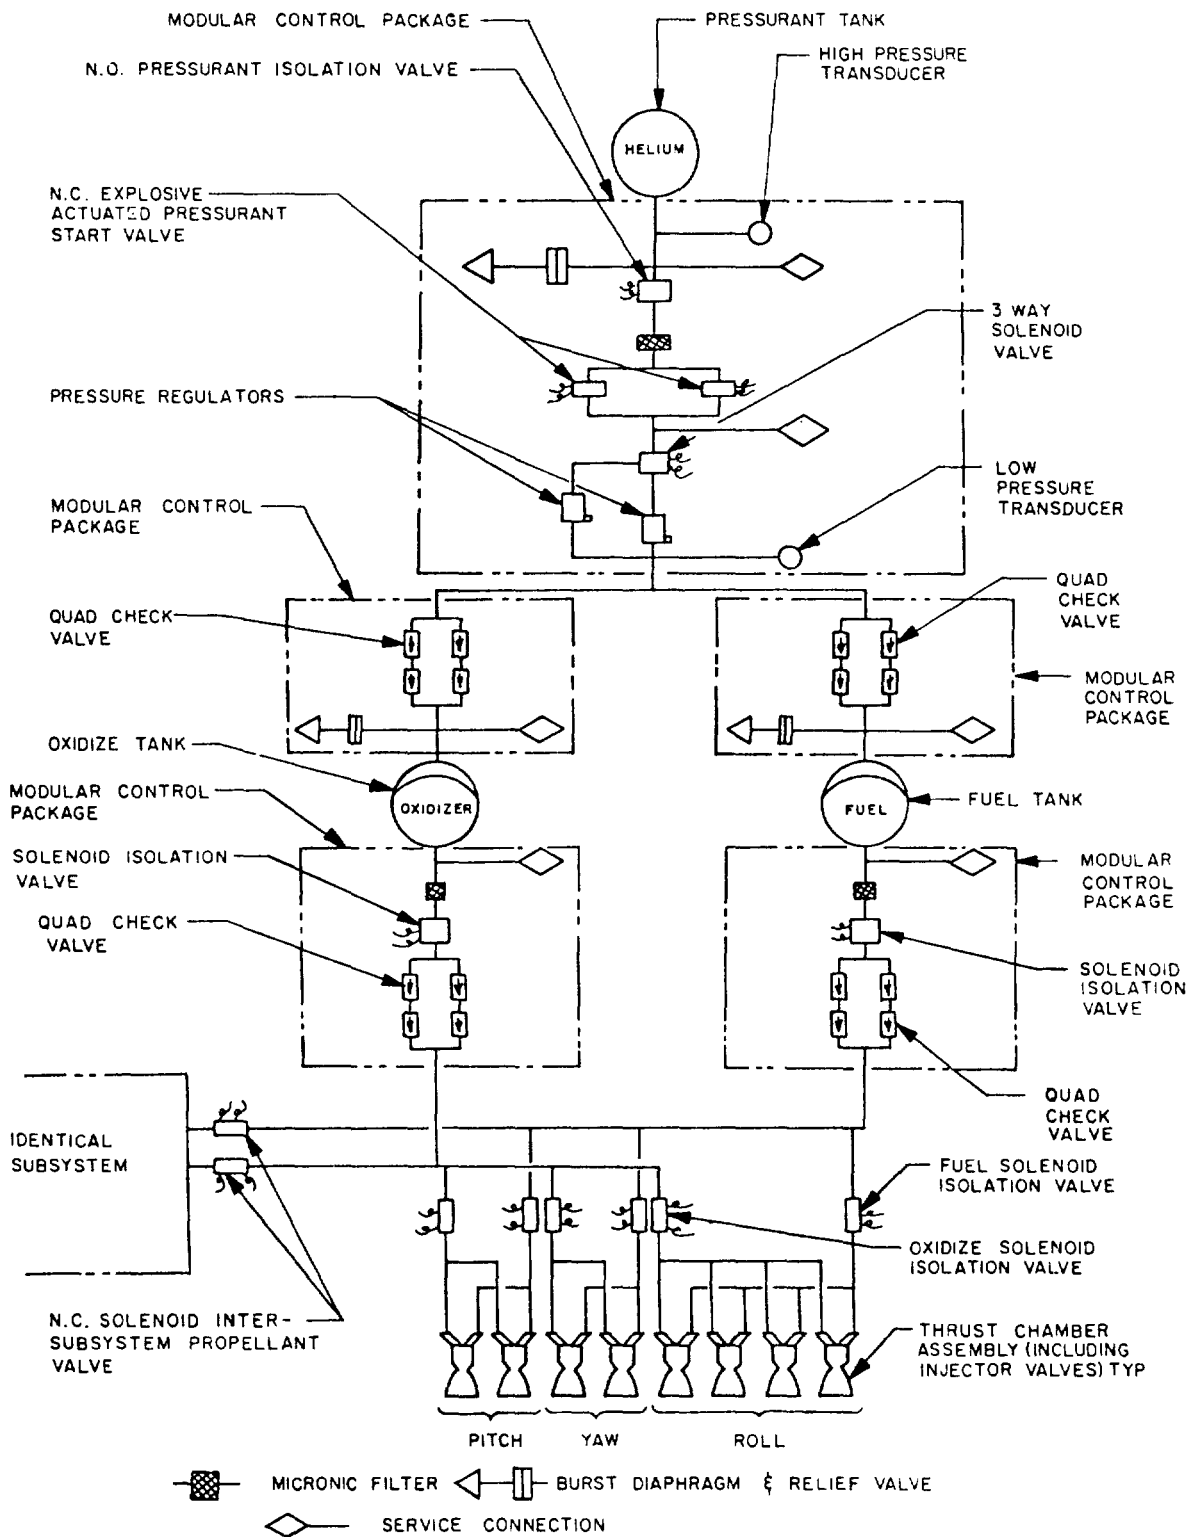 MODULAR CONTROL PACKAGE
PRESSURANT TANK
N.O. PRESSURANT ISOLATION VALVE
HIGH PRESSURE
TRANSDUCER
HELIUM
N.C. EXPLOSIVE
ACTUATED PRESSURANT
START VALVE
3 WAY
SOLENOID
VALVE
PRESSURE REGULATORS
LOW
PRESSURE
TRANSDUCER
MODULAR CONTROL
PACKAGE
QUAD CHECK
VALVE
QUAD
CHECK
VALVE
MODULAR
CONTROL
PACKAGE
OXIDIZE TANK
MODULAR CONTROL
PACKAGE
OXIDIZER
FUEL
FUEL TANK
SOLENOID ISOLATION
VALVE
MODULAR
CONTROL
PACKAGE
QUAD CHECK
VALVE
SOLENOID
ISOLATION
VALVE
QUAD
CHECK
VALVE
IDENTICAL
SUBSYSTEM
FUEL SOLENOID
ISOLATION VALVE
OXIDIZE SOLENOID
ISOLATION VALVE
N.C. SOLENOID INTER-
SUBSYSTEM PROPELLANT
VALVE
THRUST CHAMBER
ASSEMBLY (INCLUDING
INJECTOR VALVES) TYP
PITCH YAW ROLL
MICRONIC FILTER BURST DIAPHRAGM & RELIEF VALVE
SERVICE CONNECTION